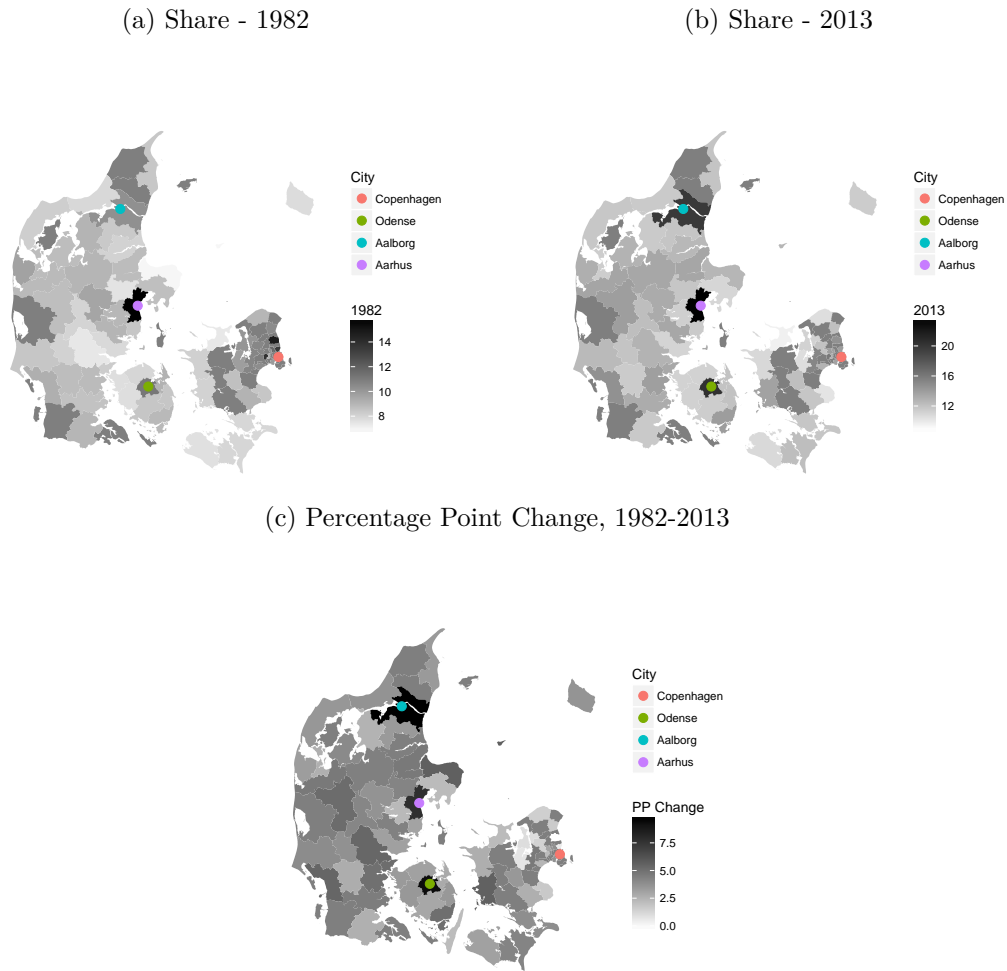 (a) Share - 1982
City
Copenhagen
Odense
Aalborg
Aarhus
1982
14
12
10
8
(b) Share - 2013
City
Copenhagen
Odense
Aalborg
Aarhus
2013
20
16
12
(c) Percentage Point Change, 1982-2013
City
Copenhagen
Odense
Aalborg
Aarhus
PP Change
7.5
5.0
2.5
0.0